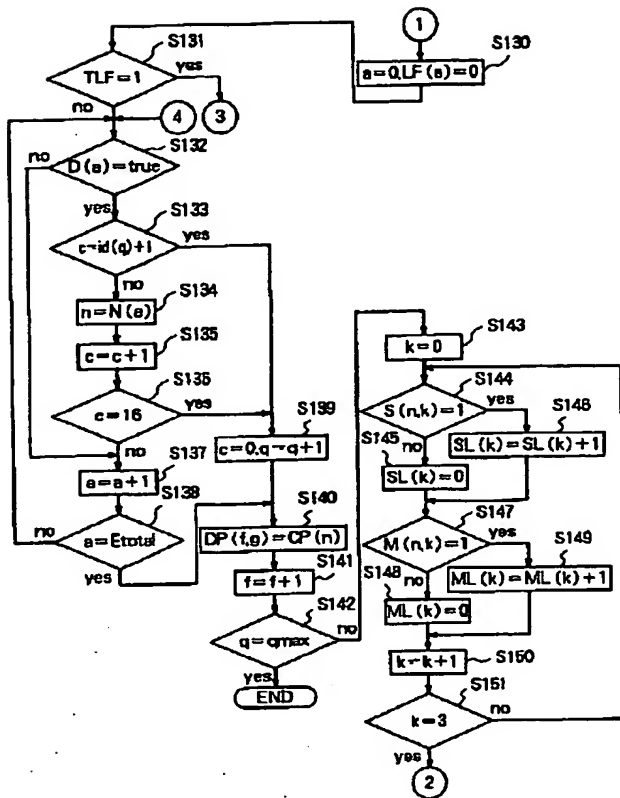 1
S130
a=0,LF(a)=0
S131
TLF=1
yes
no
4
3
S132
D(a)=true
no
yes
S133
c=id(q)+1
yes
no
S134
n=N(a)
S135
c=c+1
S136
c=16
yes
no
S137
a=a+1
S138
a=Etotal
no
yes
S139
c=0,q=q+1
S140
DP(f,g)=CP(n)
S141
f=f+1
S142
q=qmax
no
yes
END
S143
k=0
S144
S(n,k)=1
yes
no
S145
SL(k)=0
S146
SL(k)=SL(k)+1
S147
M(n,k)=1
yes
no
S148
ML(k)=0
S149
ML(k)=ML(k)+1
S150
k=k+1
S151
k=3
no
yes
2